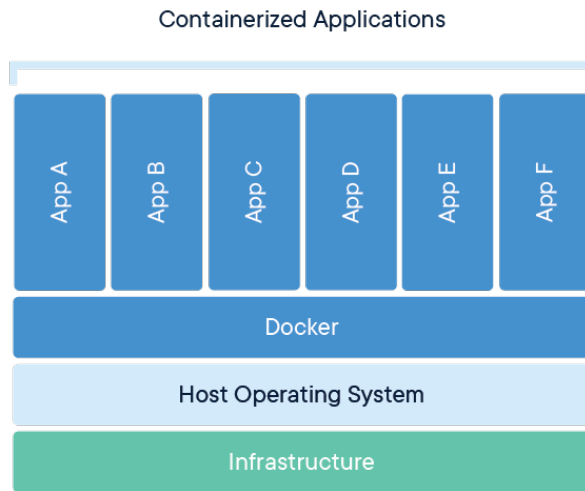 Containerized Applications
App A
App B
App C
App D
App E
App F
Docker
Host Operating System
Infrastructure